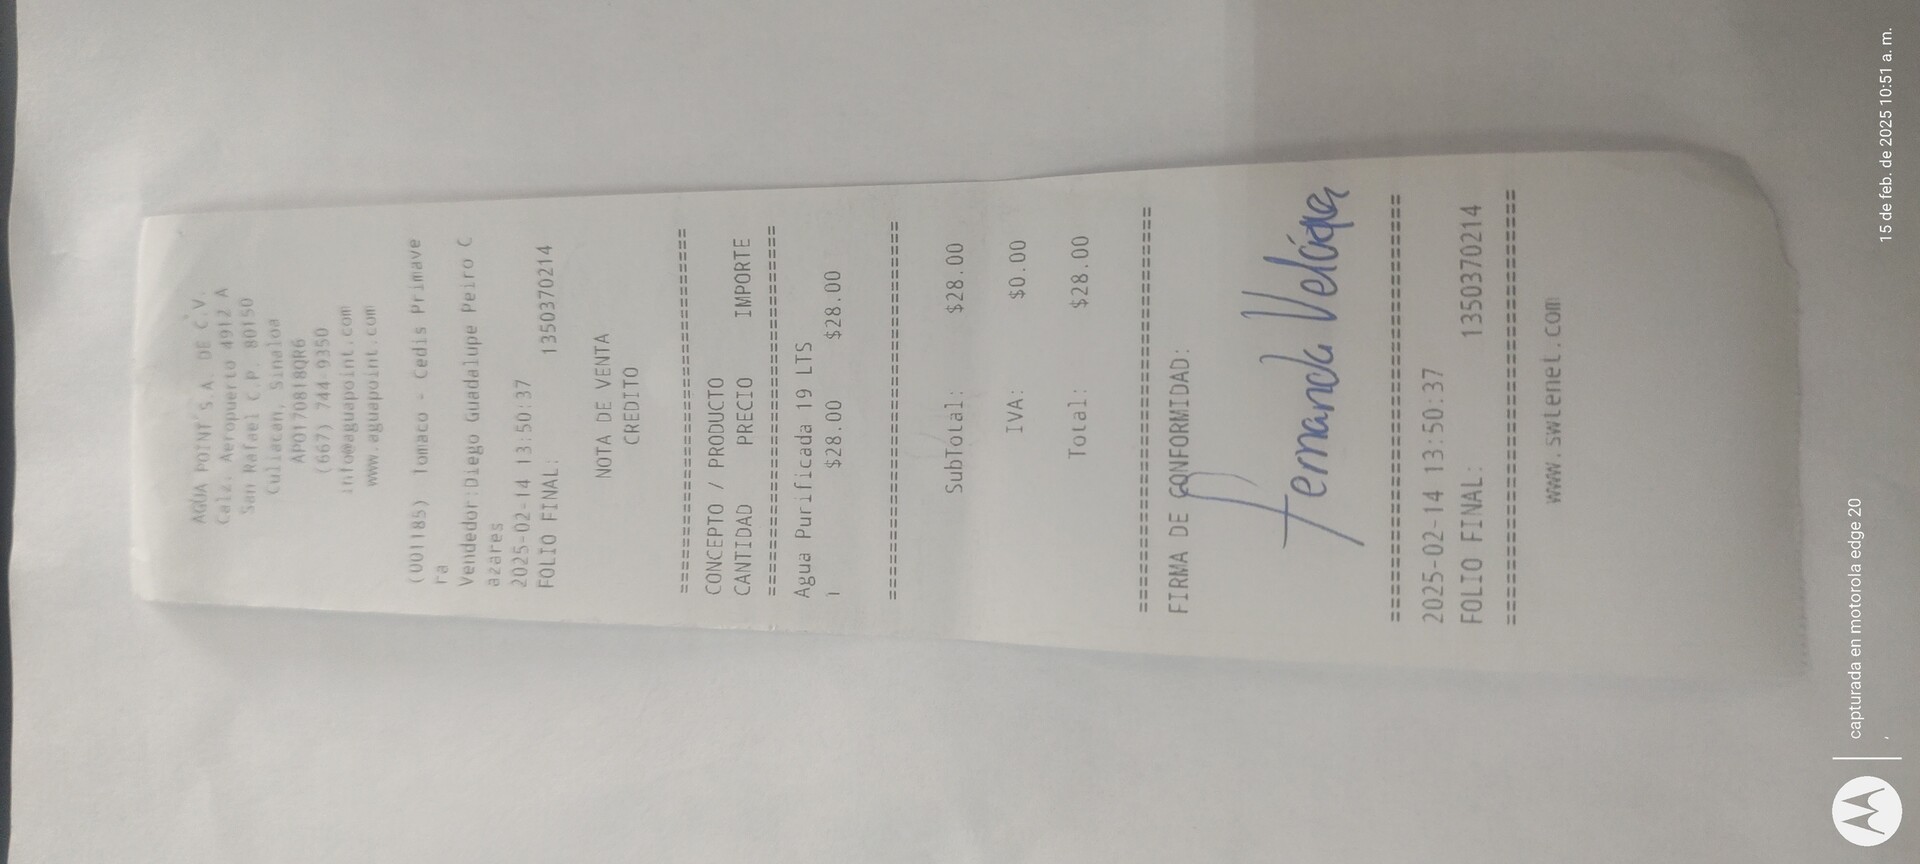 AGUA POINT S.A. DE C.V.
Calz. Aeropuerto 4912 A
San Rafael C.P. 80150
Culiacan, Sinaloa
APO170818QR6
(667) 744-9350
info@aguapoint.com
www.aguapoint.com
(001185) Tomaco - Cedis Primave
ra
Vendedor:Diego Guadalupe Peiro C
azares
2025-02-14 13:50:37
FOLIO FINAL: 1350370214
NOTA DE VENTA
CREDITO
================================
CONCEPTO / PRODUCTO
CANTIDAD PRECIO IMPORTE
================================
Agua Purificada 19 LTS
1 $28.00 $28.00
================================
SubTotal: $28.00
IVA: $0.00
Total: $28.00
================================
FIRMA DE CONFORMIDAD:
Fernanda
================================
2025-02-14 13:50:37
FOLIO FINAL: 1350370214
================================
www.swtenet.com
capturada en motorola edge 20
15 de feb. de 2025 10:51 a. m.